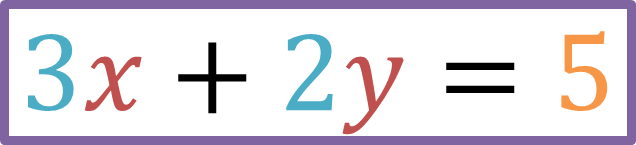 3x + 2y = 5